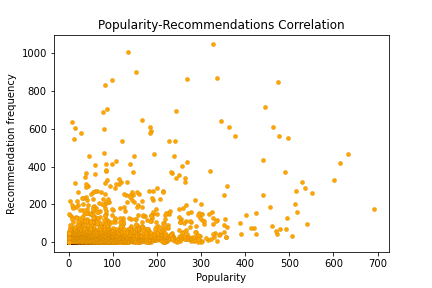 Popularity-Recommendations Correlation
Recommendation frequency
1000
800
600
400
200
0
0 100 200 300 400 500 600 700
Popularity